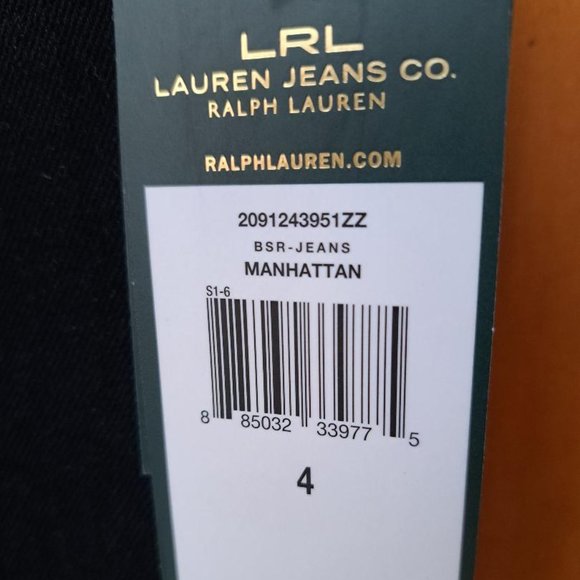 LRL
LAUREN JEANS CO.
RALPH LAUREN
RALPHLAUREN.COM
2091243951ZZ
BSR-JEANS
MANHATTAN
S1-6
8 85032 33977 5
4